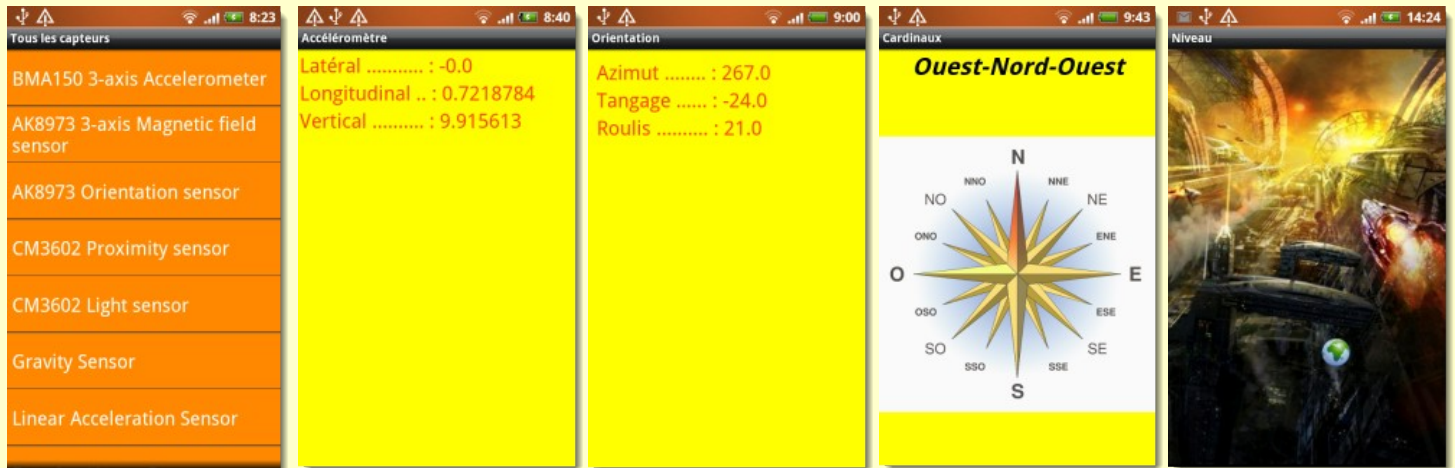 8:23
Tous les capteurs
BMA150 3-axis Accelerometer
AK8973 3-axis Magnetic field
sensor
AK8973 Orientation sensor
CM3602 Proximity sensor
CM3602 Light sensor
Gravity Sensor
Linear Acceleration Sensor
8:40
Accéléromètre
Latéral ........... : -0.0
Longitudinal .. : 0.7218784
Vertical .......... : 9.915613
9:00
Orientation
Azimut ........ : 267.0
Tangage ...... : -24.0
Roulis .......... : 21.0
9:43
Cardinaux
Ouest-Nord-Ouest
N
NNO NNE
NO NE
ONO ENE
O E
OSO ESE
SO SE
SSO SSE
S
14:24
Niveau